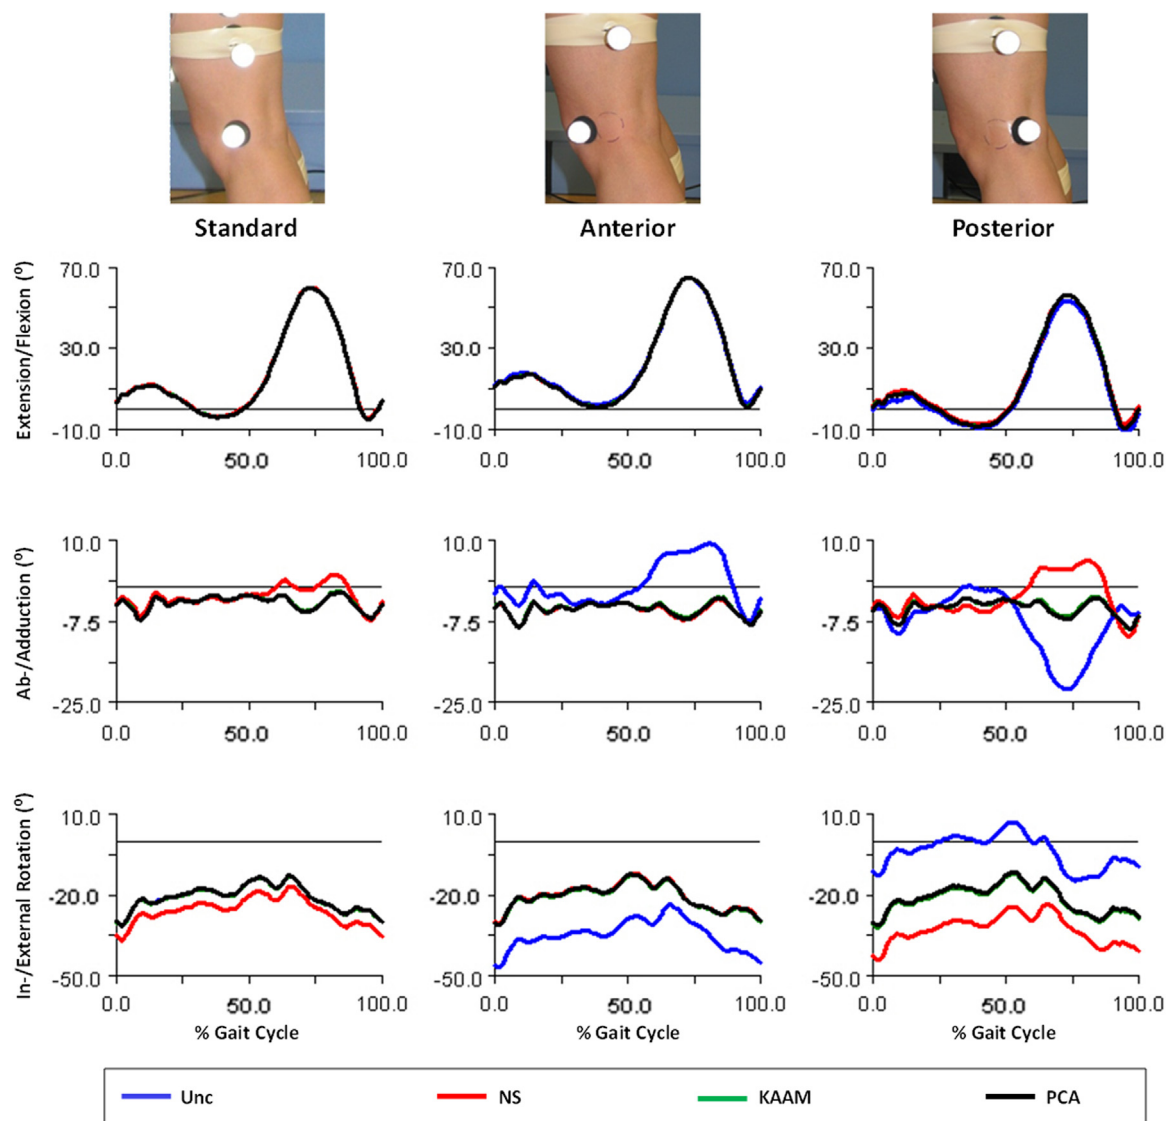 Standard Anterior Posterior
Extension/Flexion (º)
70.0 70.0 70.0
30.0 30.0 30.0
-10.0 -10.0 -10.0
0.0 50.0 100.0 0.0 50.0 100.0 0.0 50.0 100.0
Ab-/Adduction (º)
10.0 10.0 10.0
-7.5 -7.5 -7.5
-25.0 -25.0 -25.0
0.0 50.0 100.0 0.0 50.0 100.0 0.0 50.0 100.0
In-/External Rotation (º)
10.0 10.0 10.0
-20.0 -20.0 -20.0
-50.0 -50.0 -50.0
0.0 50.0 100.0 0.0 50.0 100.0 0.0 50.0 100.0
% Gait Cycle % Gait Cycle % Gait Cycle
Unc NS KAAM PCA